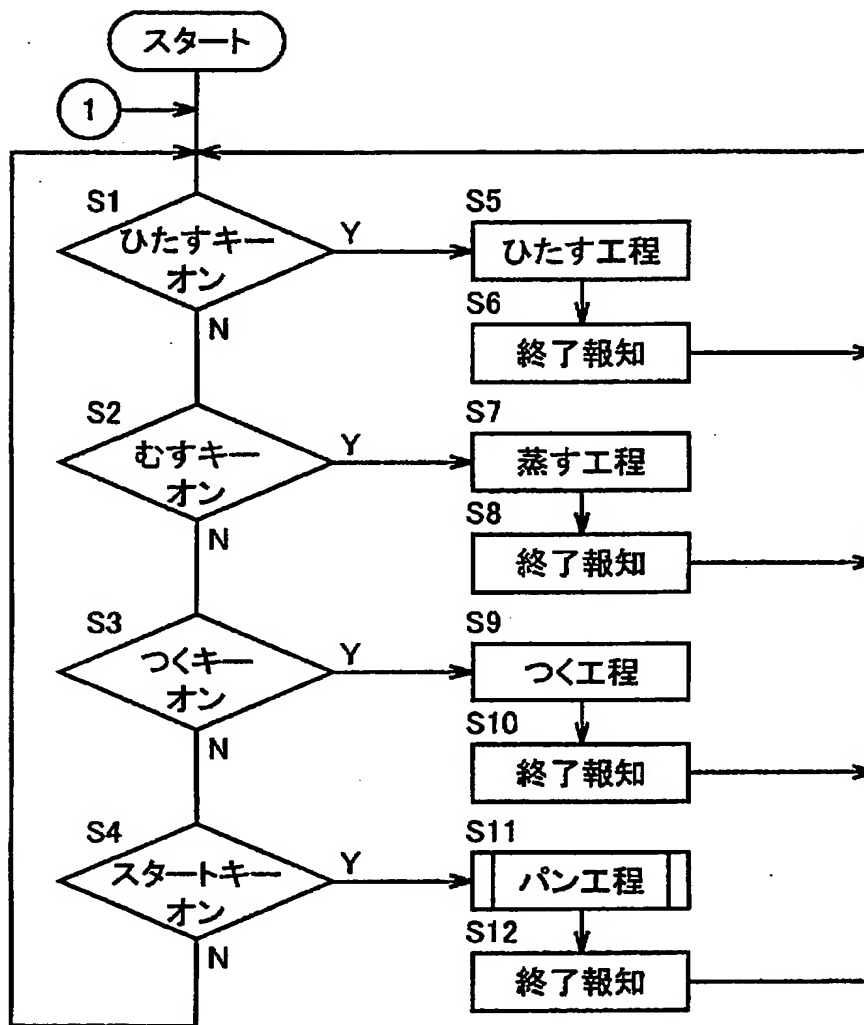 スタート
1
S1
ひたすキー
オン
Y
N
S5
ひたす工程
S6
終了報知
S2
むすキー
オン
Y
N
S7
蒸す工程
S8
終了報知
S3
つくキー
オン
Y
N
S9
つく工程
S10
終了報知
S4
スタートキー
オン
Y
N
S11
パン工程
S12
終了報知